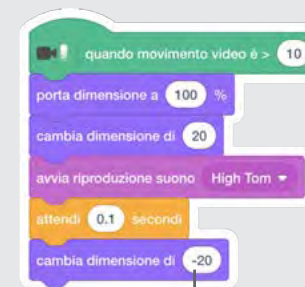 quando movimento video è > 10
porta dimensione a 100 %
cambia dimensione di 20
avvia riproduzione suono High Tom
attendi 0.1 secondi
cambia dimensione di -20